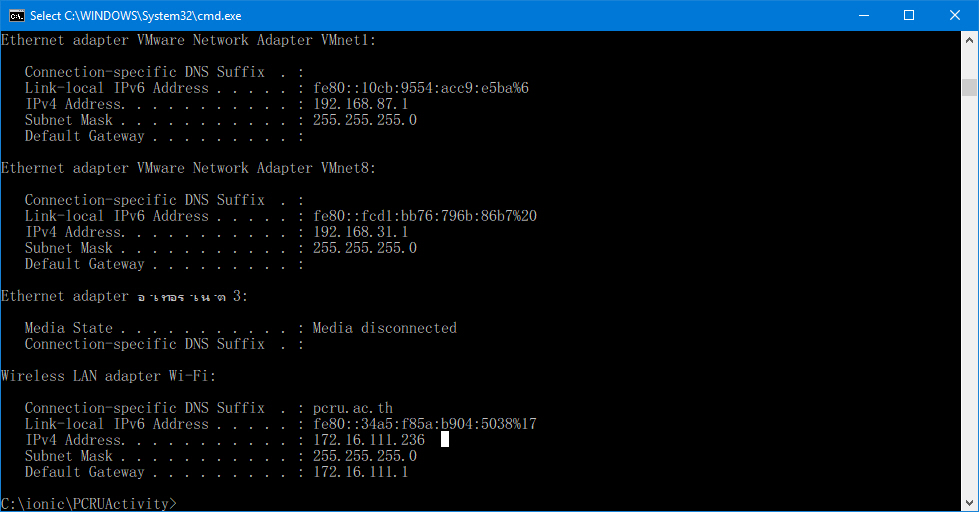 Select C:\WINDOWS\System32\cmd.exe
Ethernet adapter VMware Network Adapter VMnet1:
Connection-specific DNS Suffix . :
Link-local IPv6 Address . . . . . : fe80::10cb:9554:acc9:e5ba%6
IPv4 Address. . . . . . . . . . . : 192.168.87.1
Subnet Mask . . . . . . . . . . . : 255.255.255.0
Default Gateway . . . . . . . . . :
Ethernet adapter VMware Network Adapter VMnet8:
Connection-specific DNS Suffix . :
Link-local IPv6 Address . . . . . : fe80::fcd1:bb76:796b:86b7%20
IPv4 Address. . . . . . . . . . . : 192.168.31.1
Subnet Mask . . . . . . . . . . . : 255.255.255.0
Default Gateway . . . . . . . . . :
Ethernet adapter อีเทอร์เน็ต 3:
Media State . . . . . . . . . . . : Media disconnected
Connection-specific DNS Suffix . :
Wireless LAN adapter Wi-Fi:
Connection-specific DNS Suffix . : pcru.ac.th
Link-local IPv6 Address . . . . . : fe80::34a5:f85a:b904:5038%17
IPv4 Address. . . . . . . . . . . : 172.16.111.236
Subnet Mask . . . . . . . . . . . : 255.255.255.0
Default Gateway . . . . . . . . . : 172.16.111.1
C:\ionic\PCRUActivity>